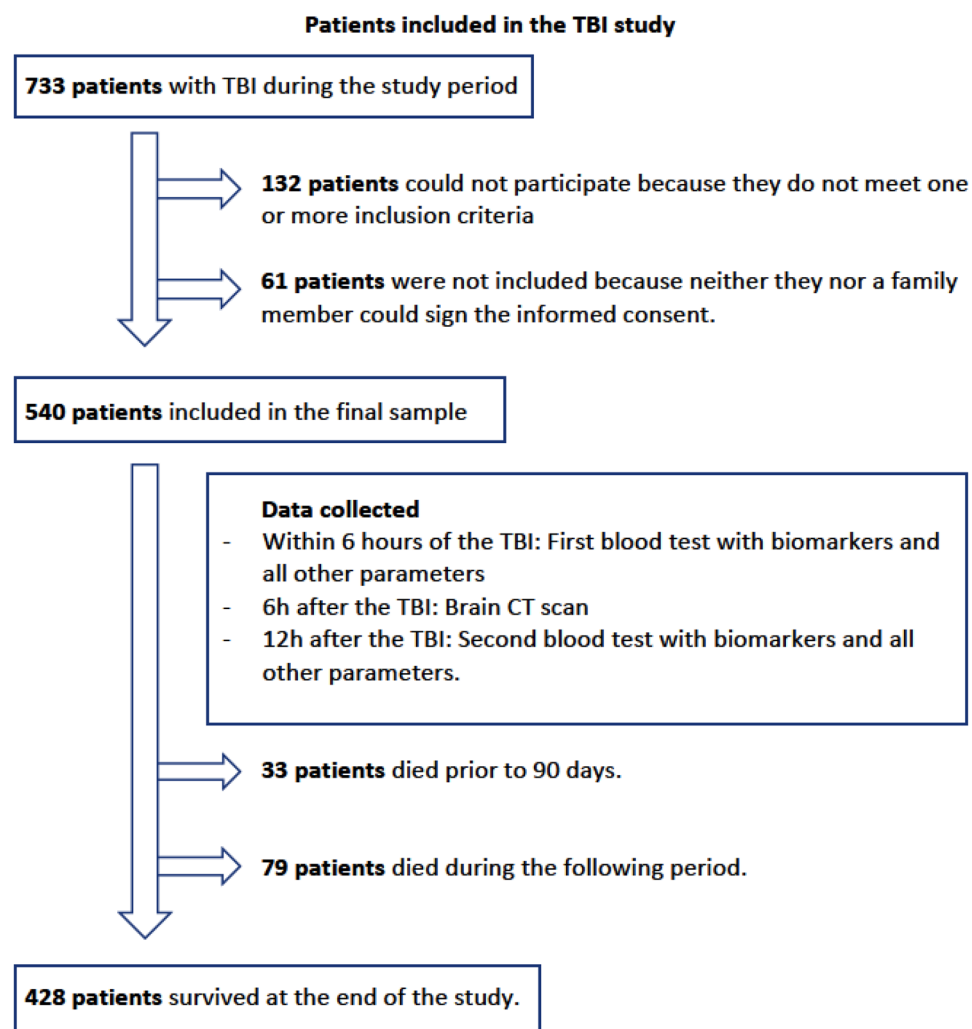 Patients included in the TBI study
733 patients with TBI during the study period
132 patients could not participate because they do not meet one
or more inclusion criteria
61 patients were not included because neither they nor a family
member could sign the informed consent.
540 patients included in the final sample
Data collected
- Within 6 hours of the TBI: First blood test with biomarkers and
all other parameters
- 6h after the TBI: Brain CT scan
- 12h after the TBI: Second blood test with biomarkers and all
other parameters.
33 patients died prior to 90 days.
79 patients died during the following period.
428 patients survived at the end of the study.